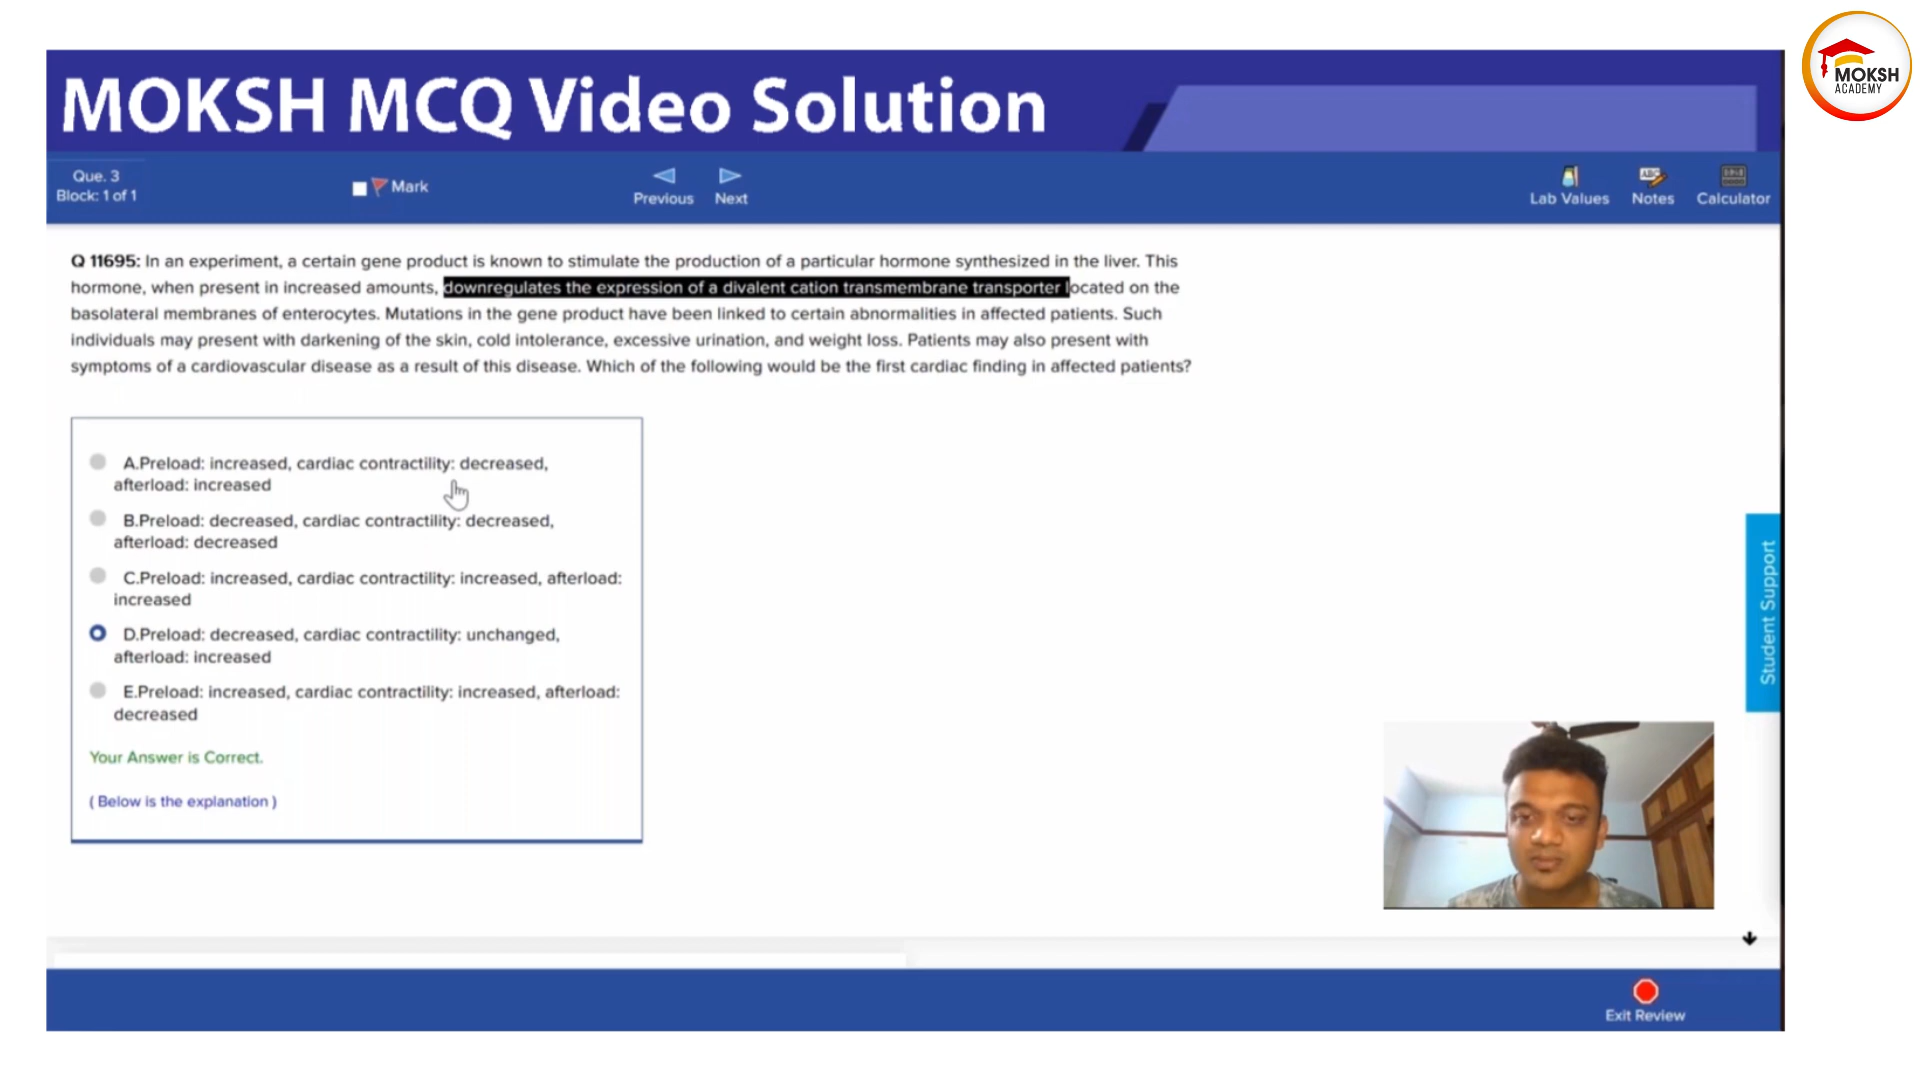 MOKSH
ACADEMY
MOKSH MCQ Video Solution
Que. 3
Block: 1 of 1
Mark
Previous
Next
Lab Values
Notes
Calculator
Q 11695: In an experiment, a certain gene product is known to stimulate the production of a particular hormone synthesized in the liver. This
hormone, when present in increased amounts, downregulates the expression of a divalent cation transmembrane transporter located on the
basolateral membranes of enterocytes. Mutations in the gene product have been linked to certain abnormalities in affected patients. Such
individuals may present with darkening of the skin, cold intolerance, excessive urination, and weight loss. Patients may also present with
symptoms of a cardiovascular disease as a result of this disease. Which of the following would be the first cardiac finding in affected patients?
A.Preload: increased, cardiac contractility: decreased,
afterload: increased
B.Preload: decreased, cardiac contractility: decreased,
afterload: decreased
C.Preload: increased, cardiac contractility: increased, afterload:
increased
D.Preload: decreased, cardiac contractility: unchanged,
afterload: increased
E.Preload: increased, cardiac contractility: increased, afterload:
decreased
Your Answer is Correct.
( Below is the explanation )
Student Support
Exit Review